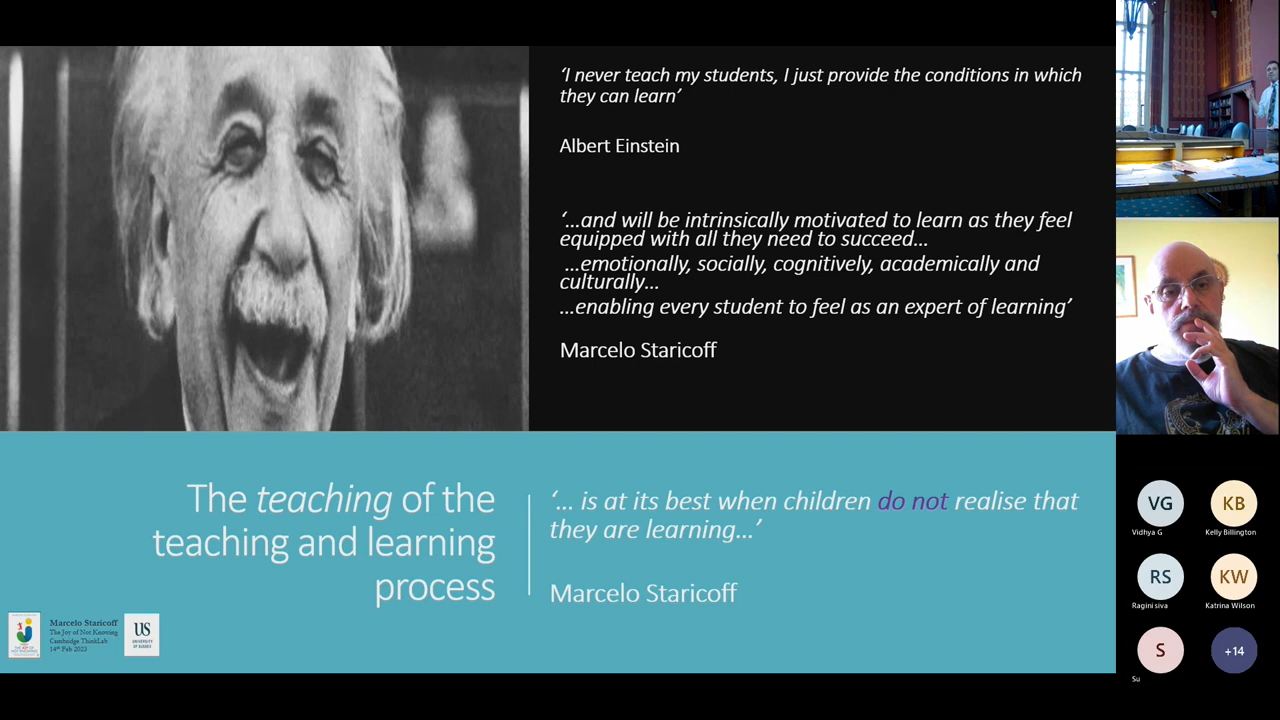 ‘I never teach my students, I just provide the conditions in which
they can learn’
Albert Einstein
‘…and will be intrinsically motivated to learn as they feel
equipped with all they need to succeed…
…emotionally, socially, cognitively, academically and
culturally…
…enabling every student to feel as an expert of learning’
Marcelo Staricoff
The teaching of the
teaching and learning
process
‘… is at its best when children do not realise that
they are learning…’
Marcelo Staricoff
Marcelo Staricoff
The Joy of Not Knowing
Cambridge ThinkLab
14th Feb 2023
US
UNIVERSITY
OF SUSSEX
VG
Vidhya G
KB
Kelly Billington
RS
Ragini siva
KW
Katrina Wilson
S
Su
+14